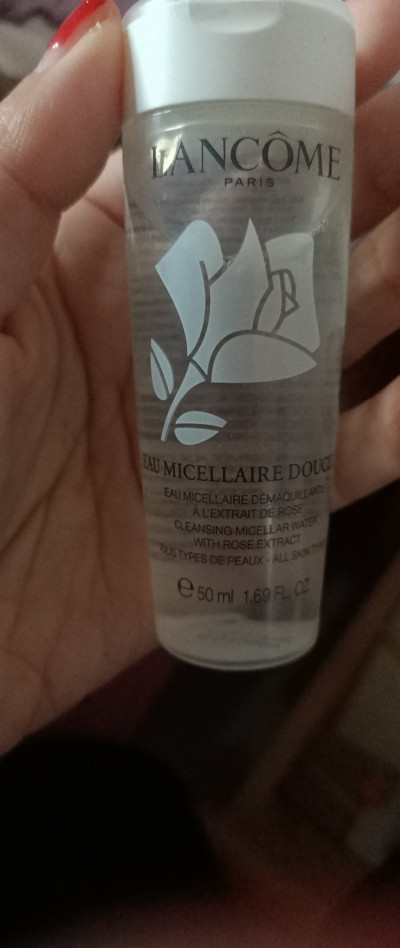 LANCÔME
PARIS
EAU MICELLAIRE DOUCE
EAU MICELLAIRE DÉMAQUILLANTE
À L'EXTRAIT DE ROSE
CLEANSING MICELLAR WATER
WITH ROSE EXTRACT
TOUS TYPES DE PEAUX - ALL SKIN
e 50 ml 1.69 FL. OZ